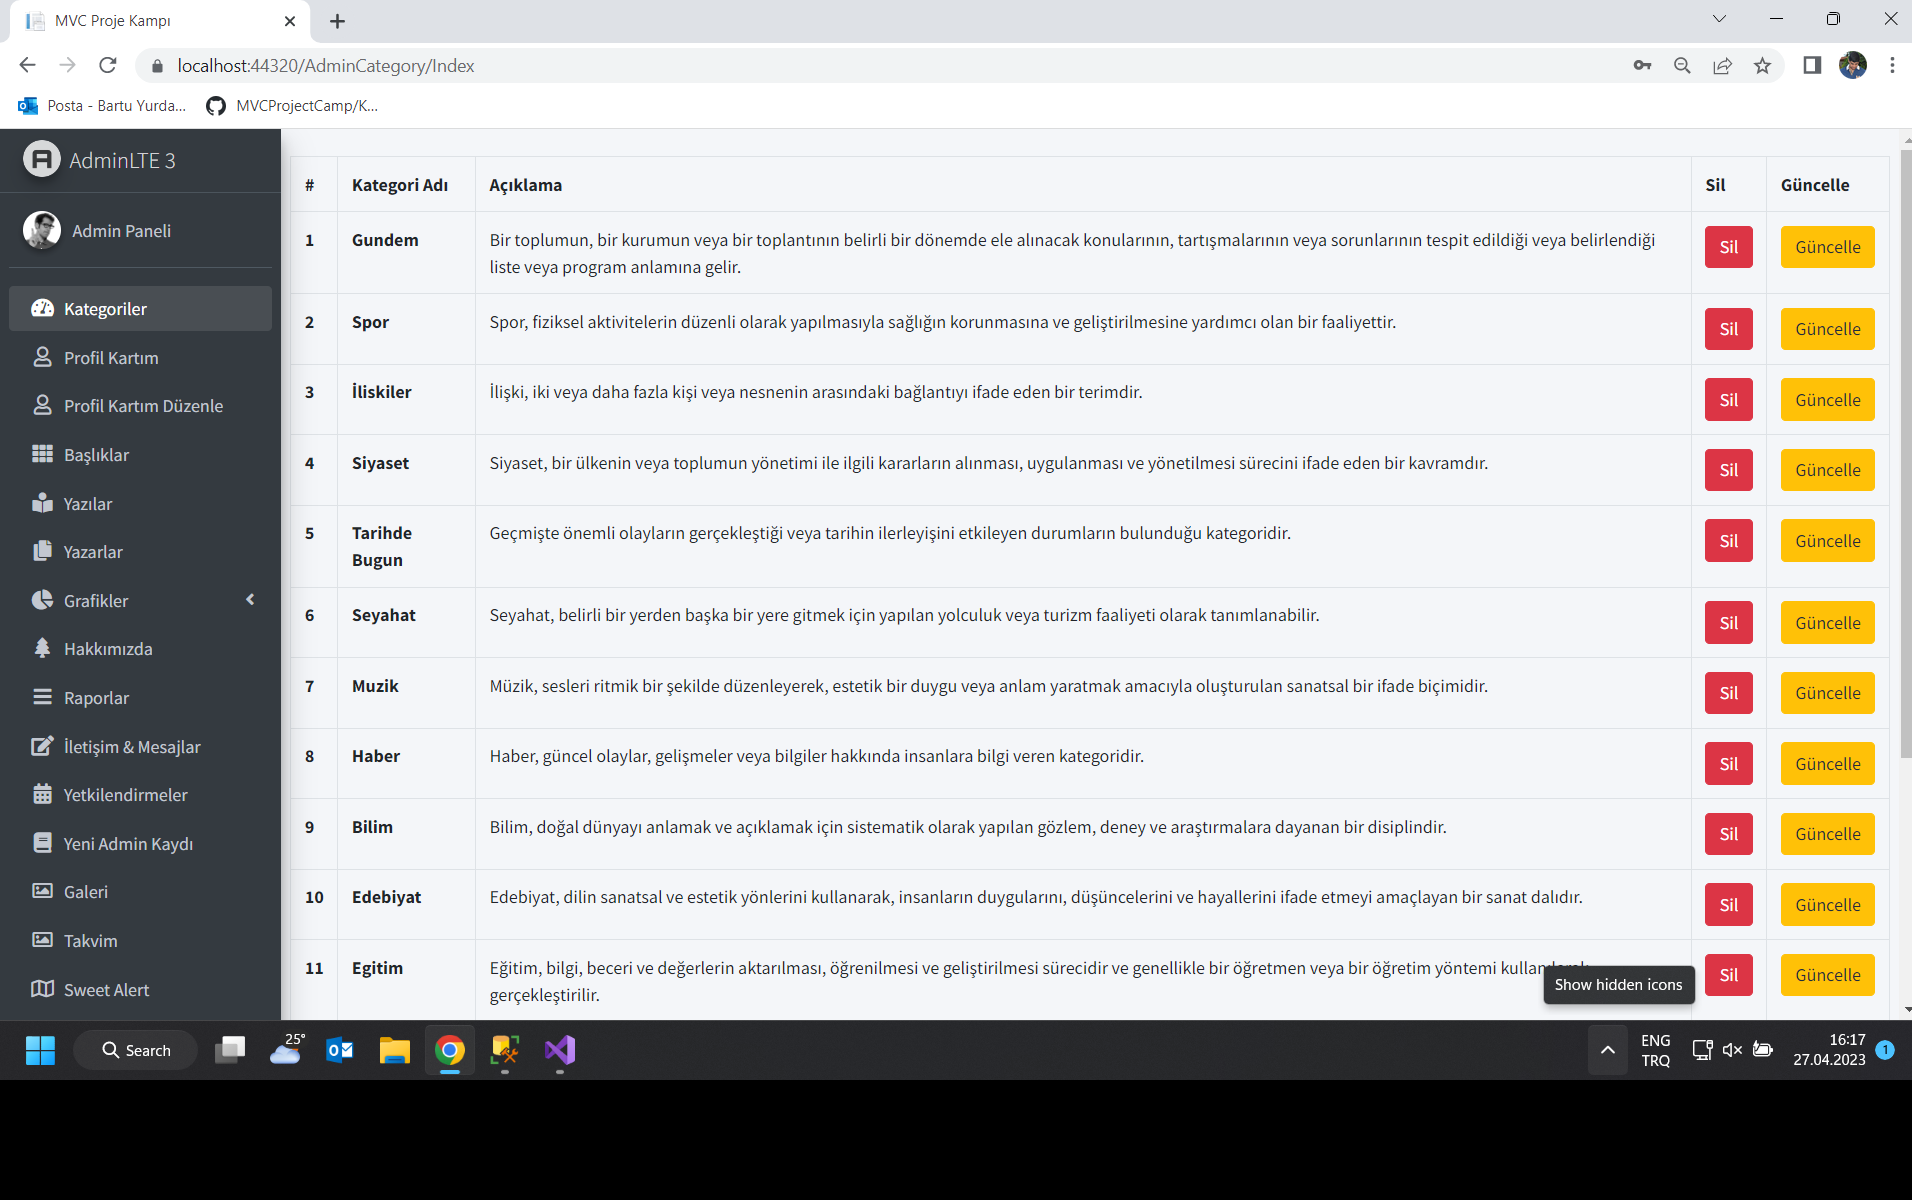 MVC Proje Kampı
localhost:44320/AdminCategory/Index
Posta - Bartu Yurda...
MVCProjectCamp/K...
AdminLTE 3
Admin Paneli
Kategoriler
Profil Kartım
Profil Kartım Düzenle
Başlıklar
Yazılar
Yazarlar
Grafikler
Hakkımızda
Raporlar
İletişim & Mesajlar
Yetkilendirmeler
Yeni Admin Kaydı
Galeri
Takvim
Sweet Alert
# Kategori Adı Açıklama Sil Güncelle
1 Gundem Bir toplumun, bir kurumun veya bir toplantının belirli bir dönemde ele alınacak konularının, tartışmalarının veya sorunlarının tespit edildiği veya belirlendiği Sil Güncelle
liste veya program anlamına gelir.
2 Spor Spor, fiziksel aktivitelerin düzenli olarak yapılmasıyla sağlığın korunmasına ve geliştirilmesine yardımcı olan bir faaliyettir. Sil Güncelle
3 İliskiler İlişki, iki veya daha fazla kişi veya nesnenin arasındaki bağlantıyı ifade eden bir terimdir. Sil Güncelle
4 Siyaset Siyaset, bir ülkenin veya toplumun yönetimi ile ilgili kararların alınması, uygulanması ve yönetilmesi sürecini ifade eden bir kavramdır. Sil Güncelle
5 Tarihde Geçmişte önemli olayların gerçekleştiği veya tarihin ilerleyişini etkileyen durumların bulunduğu kategoridir. Sil Güncelle
Bugun
6 Seyahat Seyahat, belirli bir yerden başka bir yere gitmek için yapılan yolculuk veya turizm faaliyeti olarak tanımlanabilir. Sil Güncelle
7 Muzik Müzik, sesleri ritmik bir şekilde düzenleyerek, estetik bir duygu veya anlam yaratmak amacıyla oluşturulan sanatsal bir ifade biçimidir. Sil Güncelle
8 Haber Haber, güncel olaylar, gelişmeler veya bilgiler hakkında insanlara bilgi veren kategoridir. Sil Güncelle
9 Bilim Bilim, doğal dünyayı anlamak ve açıklamak için sistematik olarak yapılan gözlem, deney ve araştırmalara dayanan bir disiplindir. Sil Güncelle
10 Edebiyat Edebiyat, dilin sanatsal ve estetik yönlerini kullanarak, insanların duygularını, düşüncelerini ve hayallerini ifade etmeyi amaçlayan bir sanat dalıdır. Sil Güncelle
11 Egitim Eğitim, bilgi, beceri ve değerlerin aktarılması, öğrenilmesi ve geliştirilmesi sürecidir ve genellikle bir öğretmen veya bir öğretim yöntemi Sil Güncelle
gerçekleştirilir.
Show hidden icons
Search
25°
ENG
TRQ
16:17
27.04.2023
1